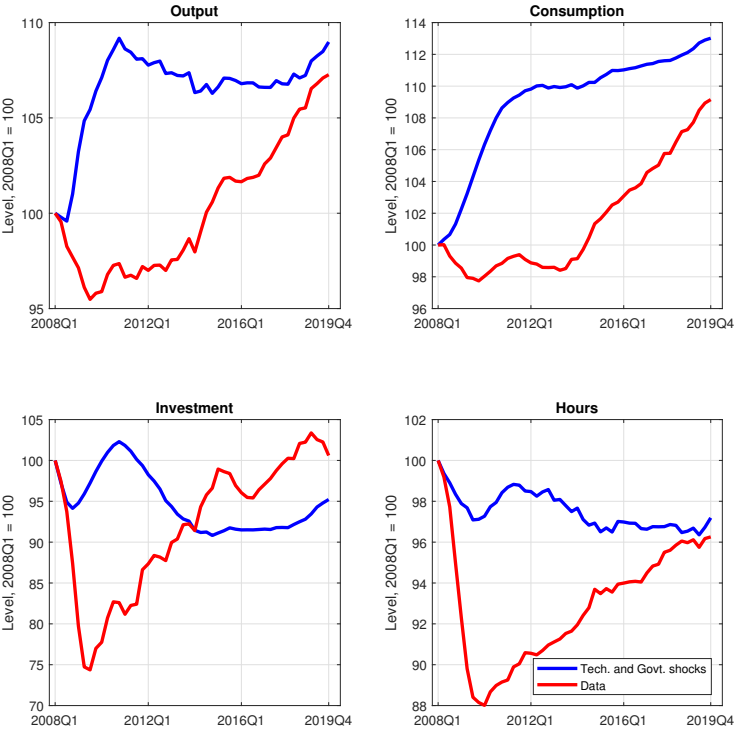 Output
Level, 2008Q1 = 100
110
105
100
95
2008Q1 2012Q1 2016Q1 2019Q4
Consumption
Level, 2008Q1 = 100
114
112
110
108
106
104
102
100
98
96
2008Q1 2012Q1 2016Q1 2019Q4
Investment
Level, 2008Q1 = 100
105
100
95
90
85
80
75
70
2008Q1 2012Q1 2016Q1 2019Q4
Hours
Level, 2008Q1 = 100
102
100
98
96
94
92
90
88
Tech. and Govt. shocks
Data
2008Q1 2012Q1 2016Q1 2019Q4